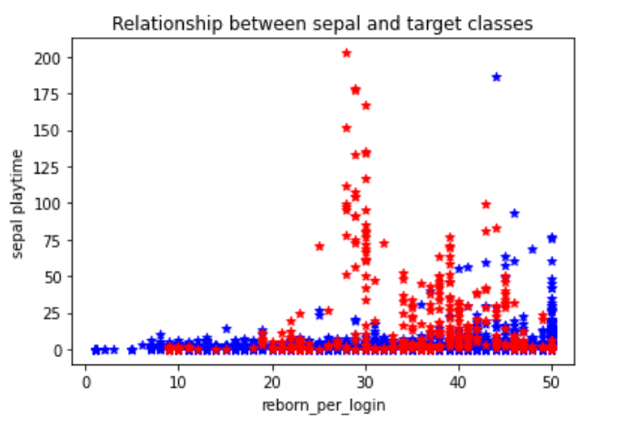 Relationship between sepal and target classes
200
175
150
125
100
75
50
25
0
sepal playtime
0 10 20 30 40 50
reborn_per_login